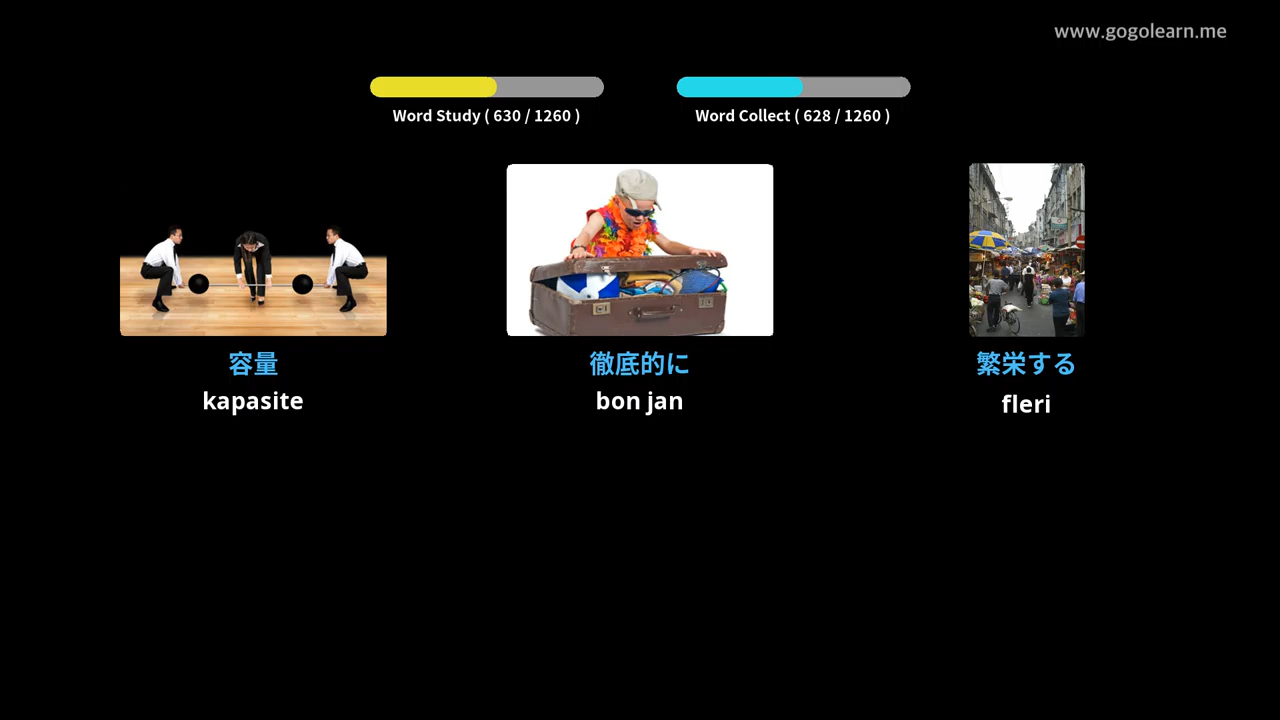 www.gogolearn.me
Word Study ( 630 / 1260 )
Word Collect ( 628 / 1260 )
容量
kapasite
徹底的に
bon jan
繁栄する
fleri